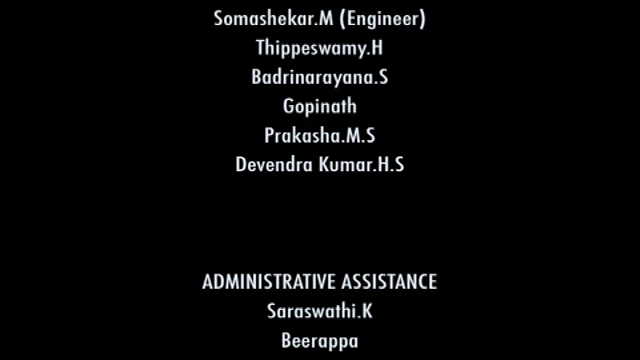 Somashekar.M (Engineer)
Thippeswamy.H
Badrinarayana.S
Gopinath
Prakasha.M.S
Devendra Kumar.H.S
ADMINISTRATIVE ASSISTANCE
Saraswathi.K
Beerappa